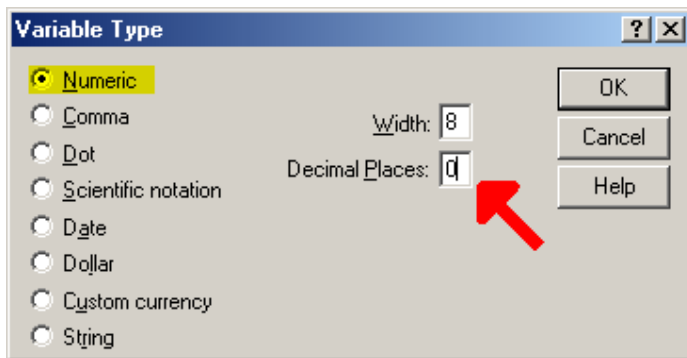 Variable Type
Numeric
Comma
Dot
Scientific notation
Date
Dollar
Custom currency
String
Width: 8
Decimal Places: 0
OK
Cancel
Help